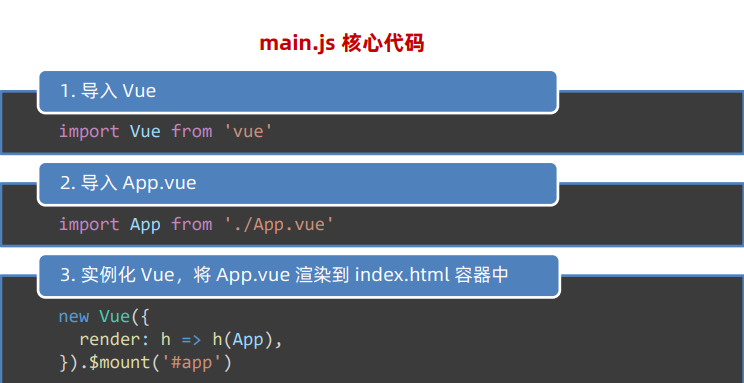 main.js 核心代码
1. 导入 Vue
import Vue from 'vue'
2. 导入 App.vue
import App from './App.vue'
3. 实例化 Vue，将 App.vue 渲染到 index.html 容器中
new Vue({
  render: h => h(App),
}).$mount('#app')